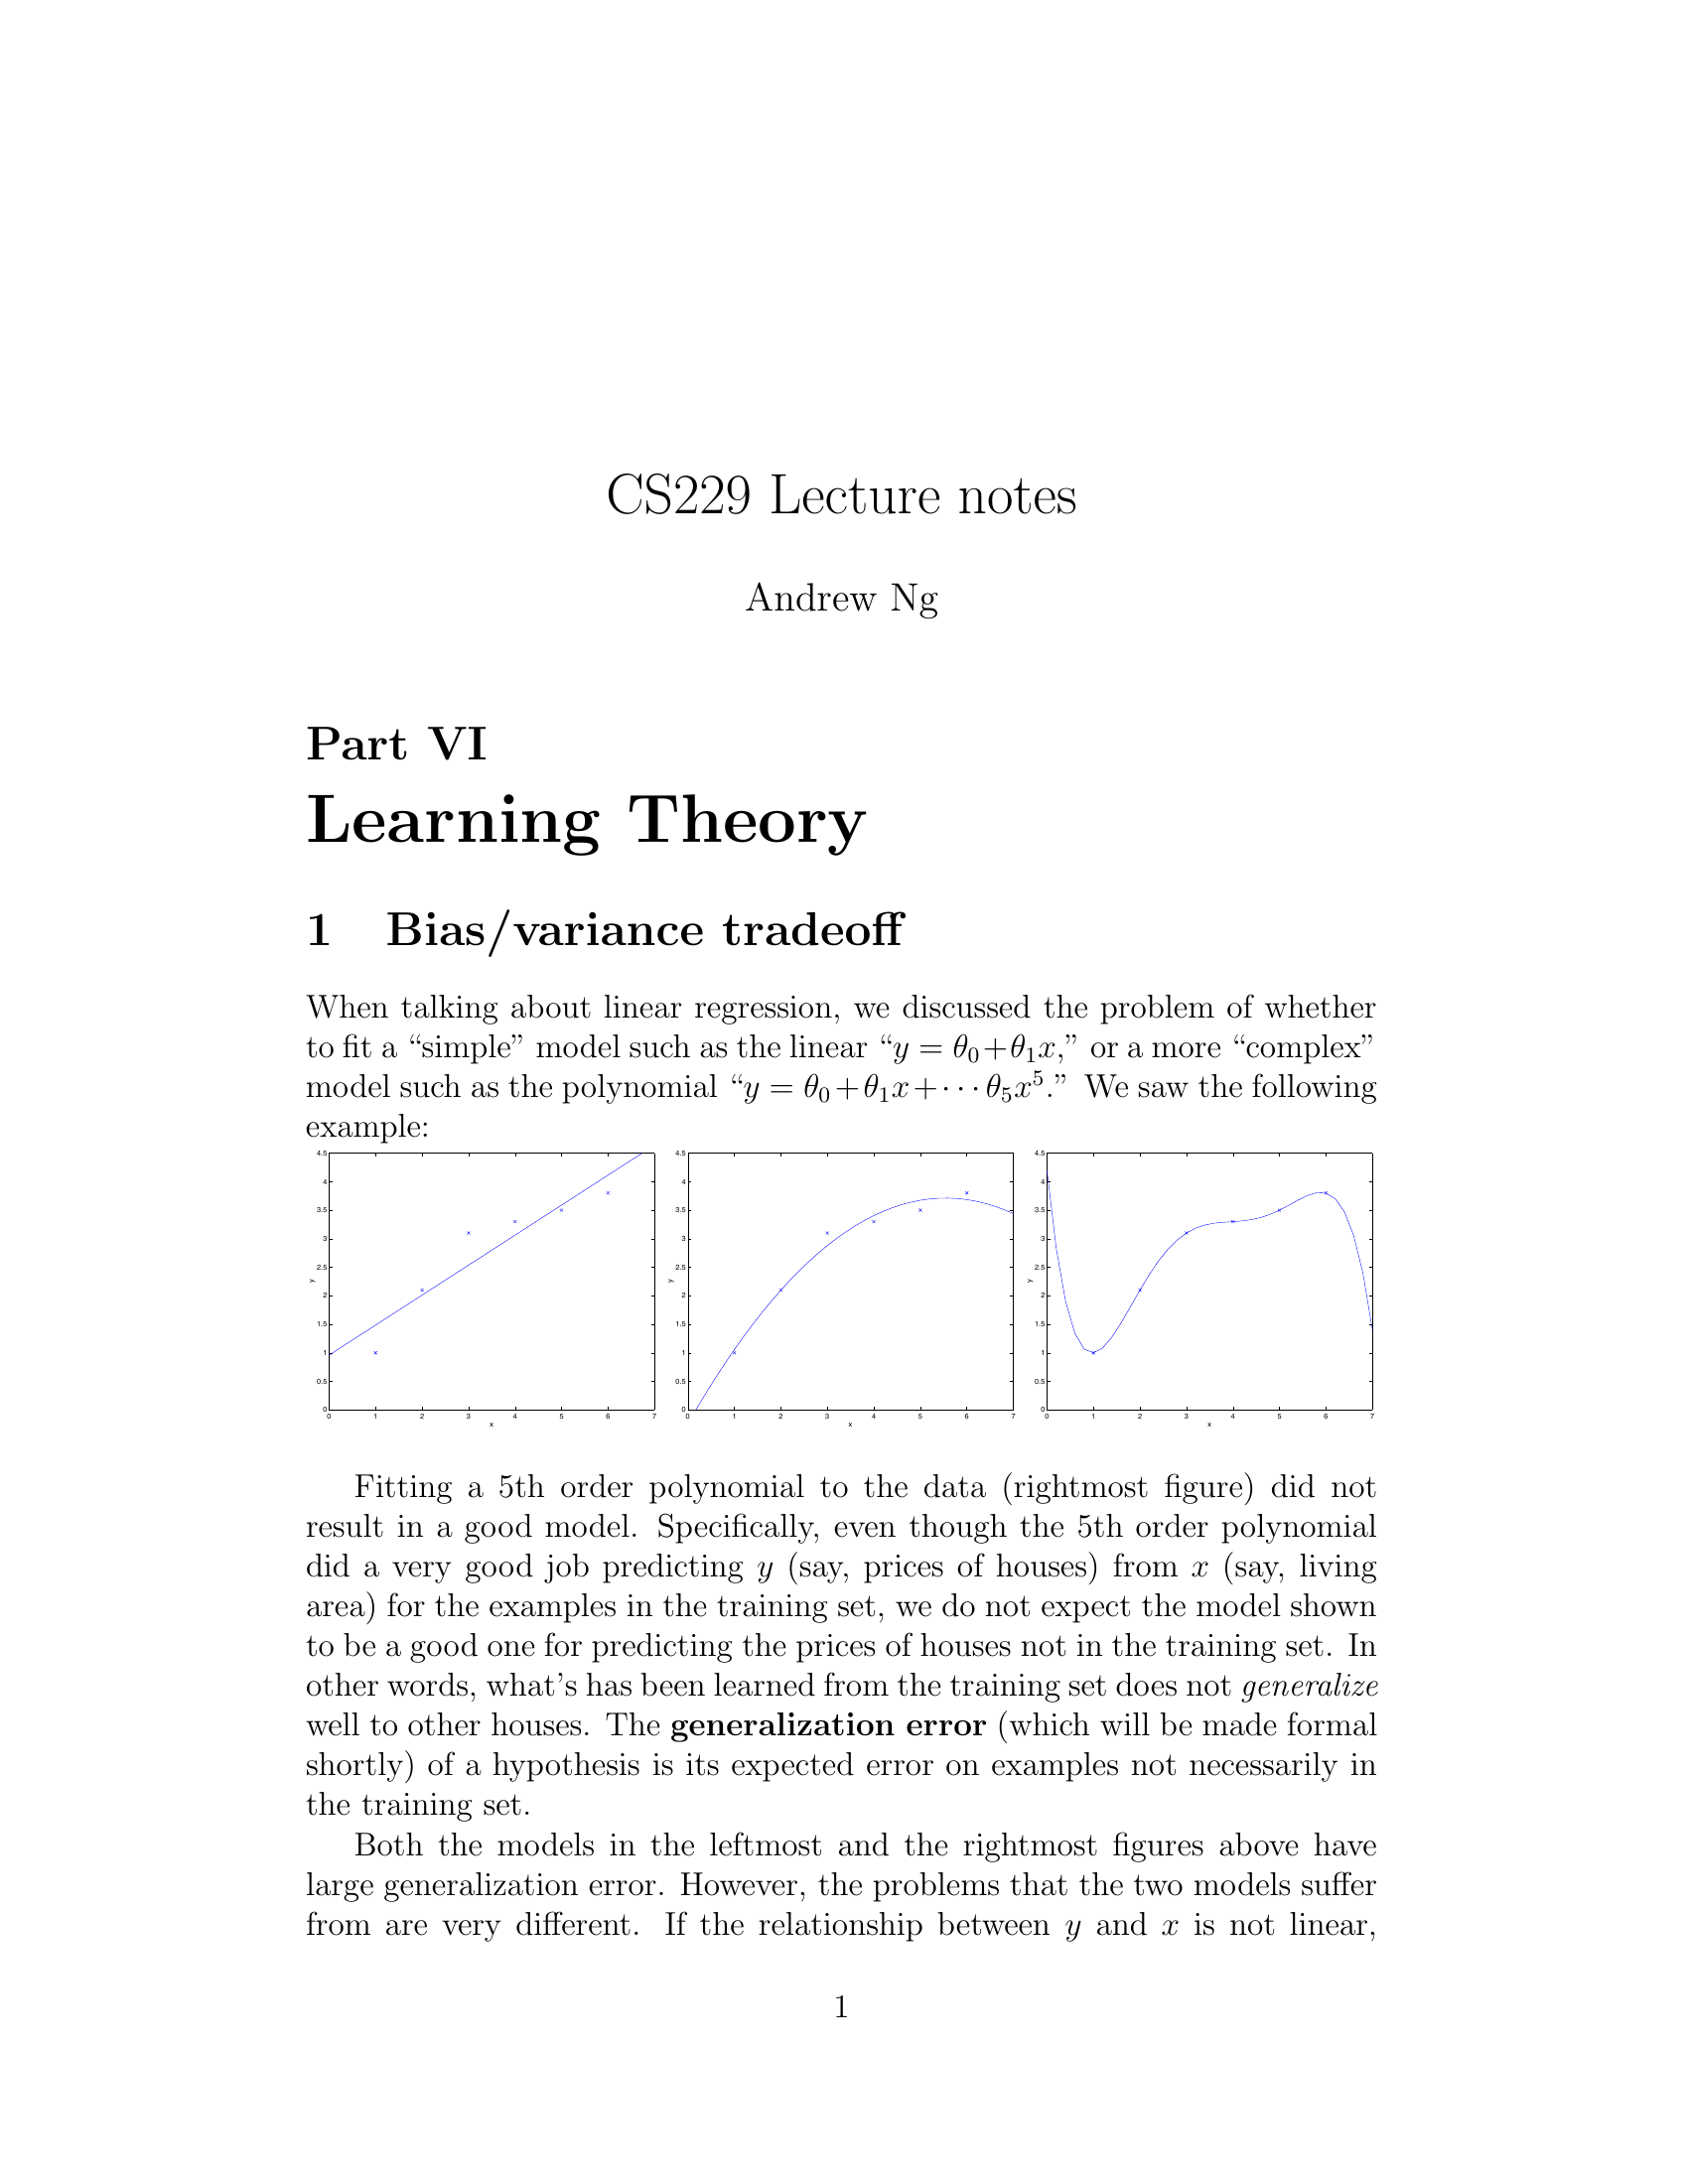 CS229 Lecture notes
Andrew Ng
Part VI
Learning Theory
1 Bias/variance tradeoff
When talking about linear regression, we discussed the problem of whether
to fit a “simple” model such as the linear “y = θ₀+θ₁x,” or a more “complex”
model such as the polynomial “y = θ₀+θ₁x+···θ₅x⁵.” We saw the following
example:
4.5
4
3.5
3
2.5
2
1.5
1
0.5
0
y
0 1 2 3 4 5 6 7
x
4.5
4
3.5
3
2.5
2
1.5
1
0.5
0
y
0 1 2 3 4 5 6 7
x
4.5
4
3.5
3
2.5
2
1.5
1
0.5
0
y
0 1 2 3 4 5 6 7
x
Fitting a 5th order polynomial to the data (rightmost figure) did not
result in a good model. Specifically, even though the 5th order polynomial
did a very good job predicting y (say, prices of houses) from x (say, living
area) for the examples in the training set, we do not expect the model shown
to be a good one for predicting the prices of houses not in the training set. In
other words, what’s has been learned from the training set does not generalize
well to other houses. The generalization error (which will be made formal
shortly) of a hypothesis is its expected error on examples not necessarily in
the training set.
Both the models in the leftmost and the rightmost figures above have
large generalization error. However, the problems that the two models suffer
from are very different. If the relationship between y and x is not linear,
1